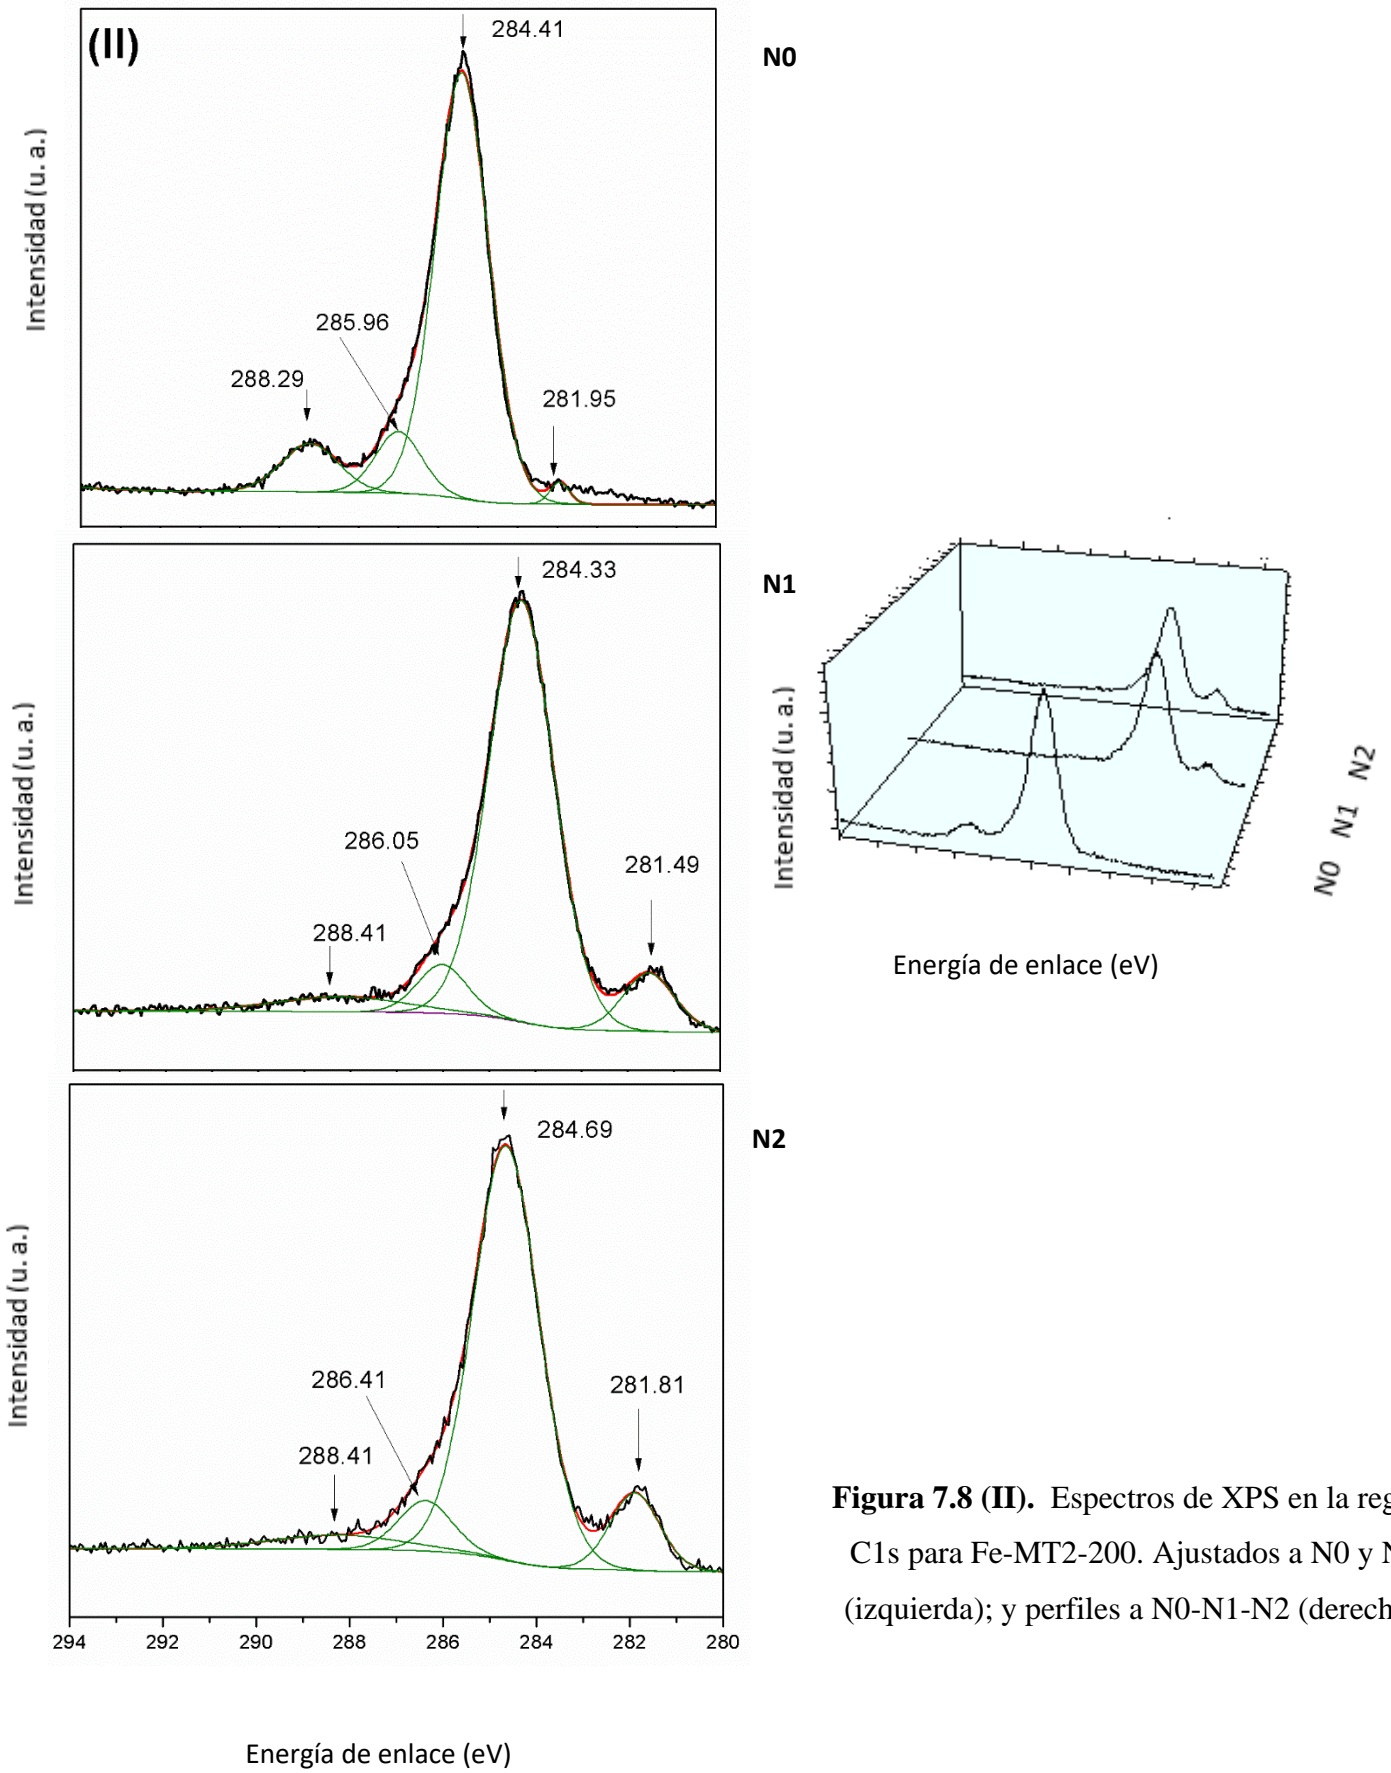 (II)
284.41
N0
Intensidad (u. a.)
285.96
288.29
281.95
284.33
N1
Intensidad (u. a.)
286.05
281.49
288.41
Intensidad (u. a.)
N0 N1 N2
Energía de enlace (eV)
284.69
N2
Intensidad (u. a.)
286.41
281.81
288.41
294 292 290 288 286 284 282 280
Energía de enlace (eV)
Figura 7.8 (II). Espectros de XPS en la reg
C1s para Fe-MT2-200. Ajustados a N0 y N
(izquierda); y perfiles a N0-N1-N2 (derech